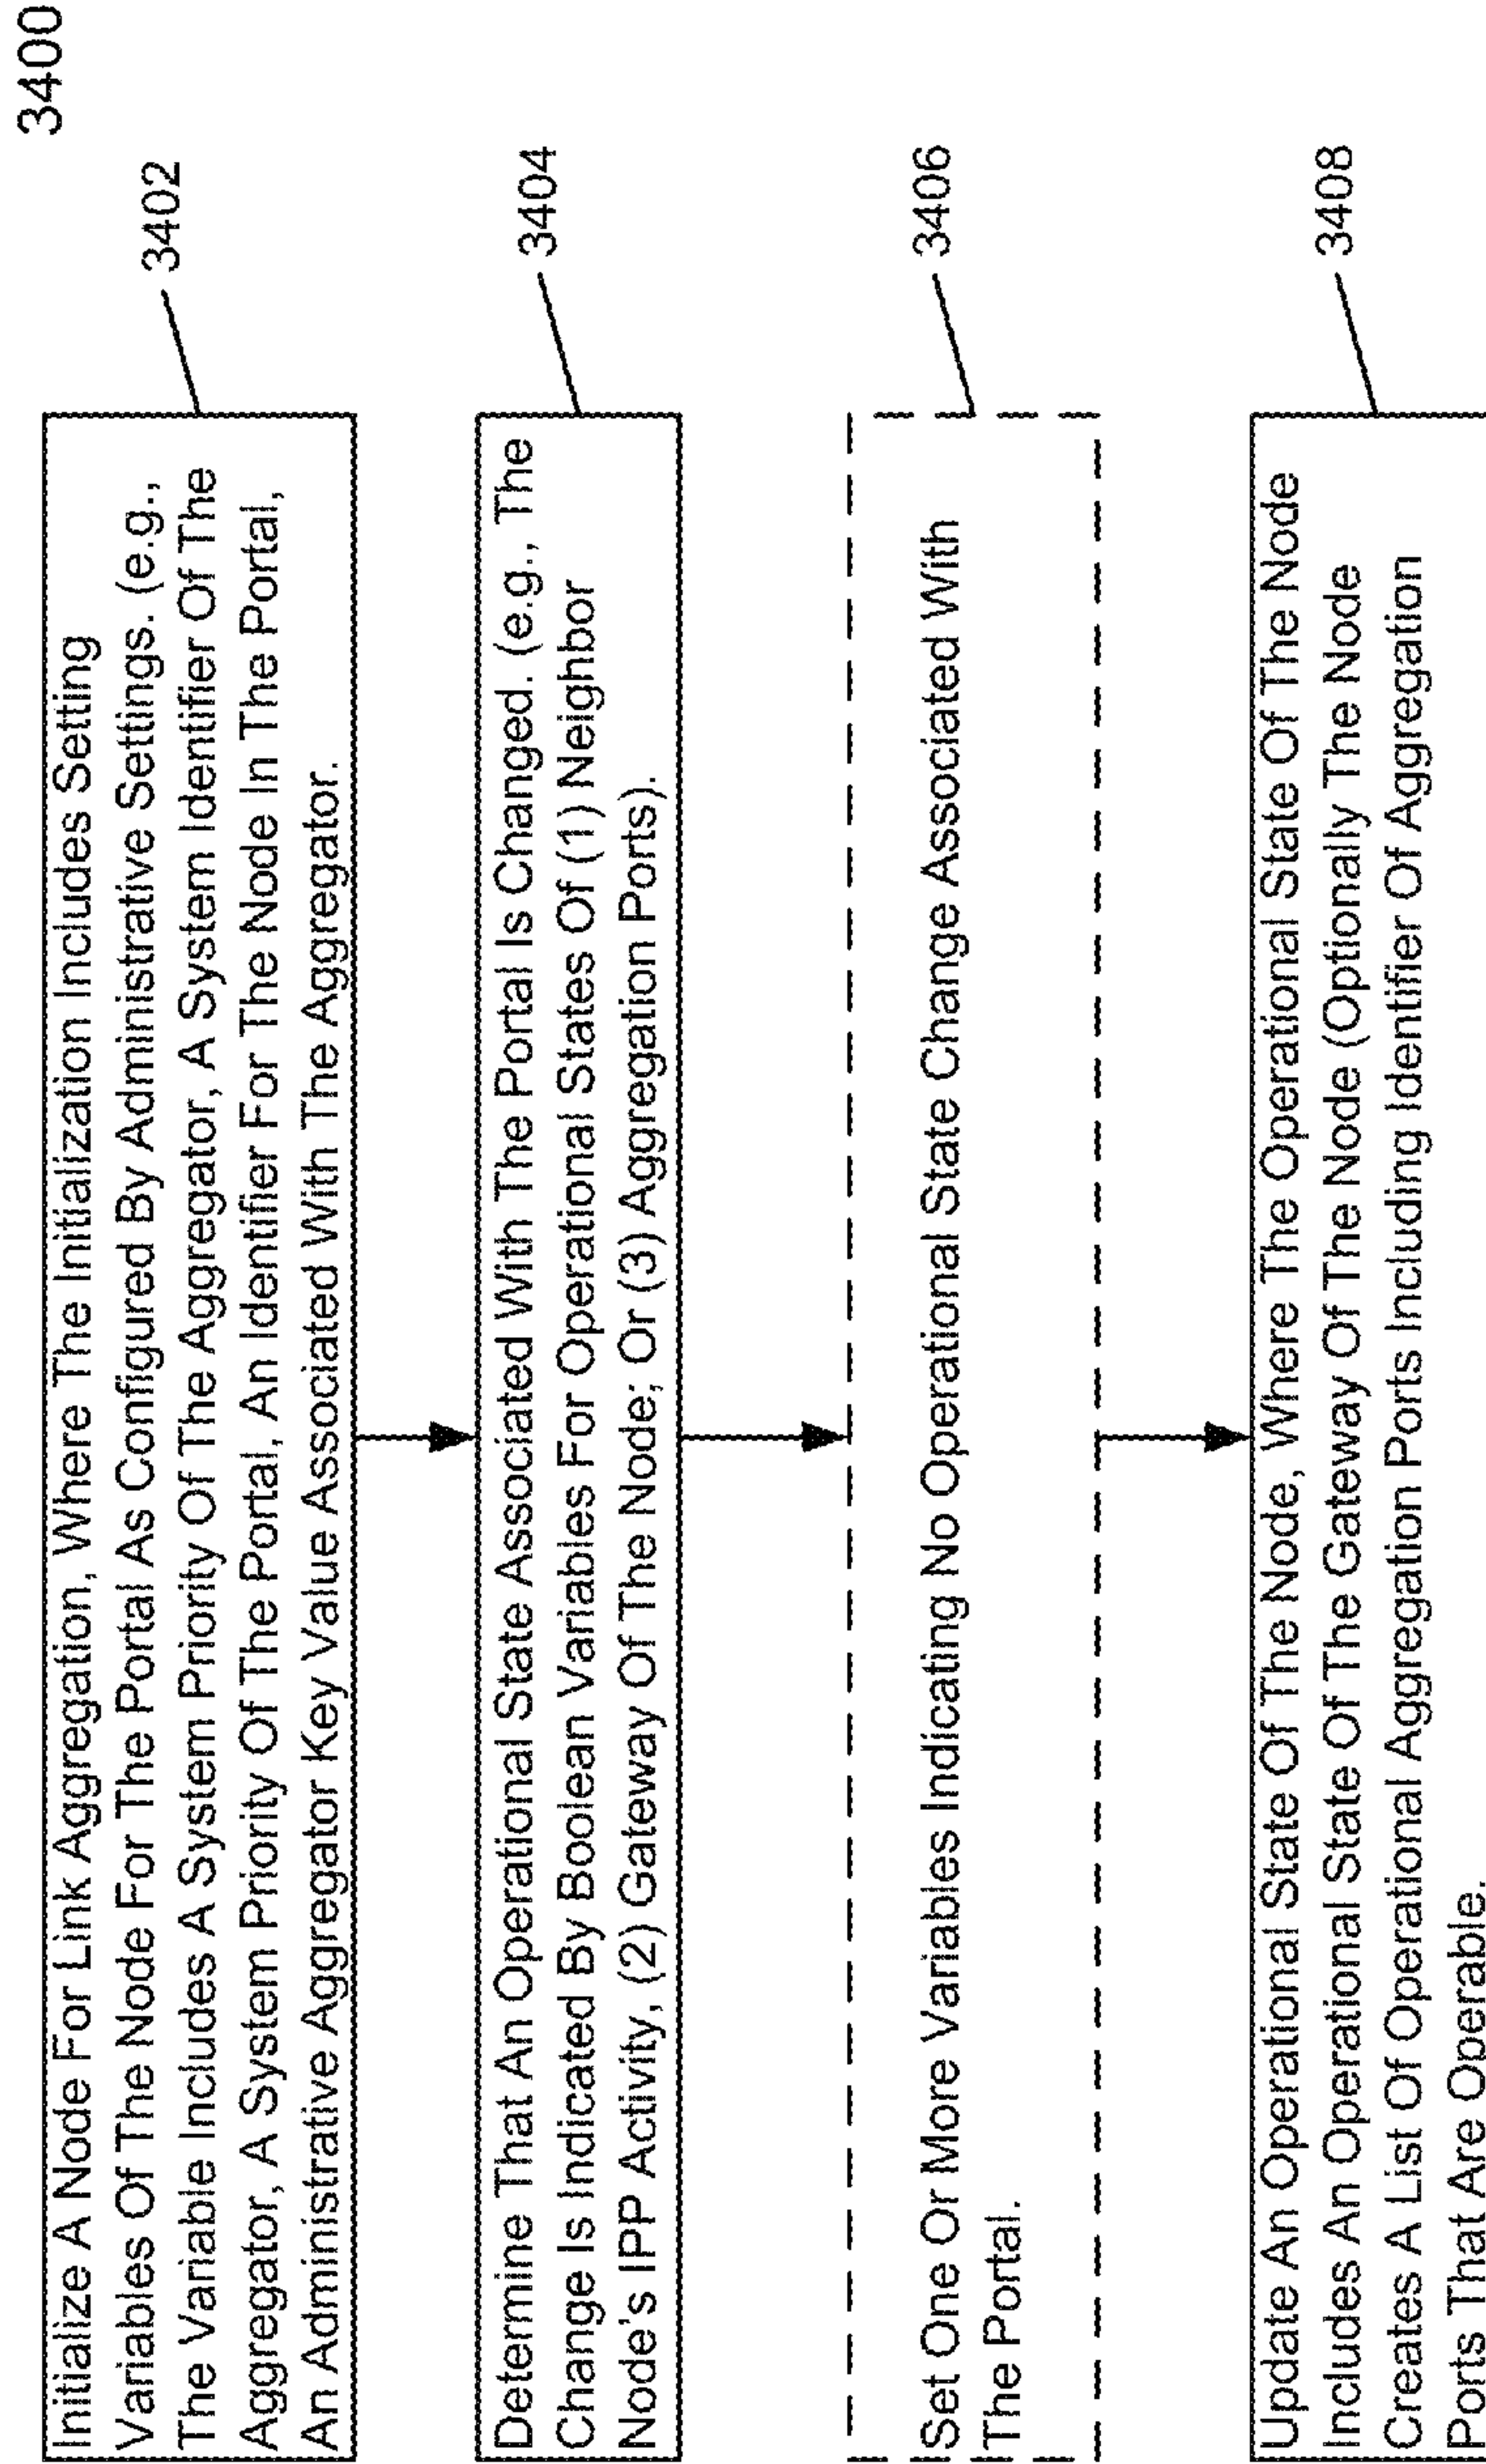 3400
Initialize A Node For Link Aggregation, Where The Initialization Includes Setting
Variables Of The Node For The Portal As Configured By Administrative Settings. (e.g.,
The Variable Includes A System Priority Of The Aggregator, A System Identifier Of The
Aggregator, A System Priority Of The Portal, An Identifier For The Node In The Portal,
An Administrative Aggregator Key Value Associated With The Aggregator.
3402
Determine That An Operational State Associated With The Portal Is Changed. (e.g., The
Change Is Indicated By Boolean Variables For Operational States Of (1) Neighbor
Node's IPP Activity, (2) Gateway Of The Node; Or (3) Aggregation Ports).
3404
Set One Or More Variables Indicating No Operational State Change Associated With
The Portal.
3406
Update An Operational State Of The Node, Where The Operational State Of The Node
Includes An Operational State Of The Gateway Of The Node (Optionally The Node
Creates A List Of Operational Aggregation Ports Including Identifier Of Aggregation
Ports That Are Operable.
3408